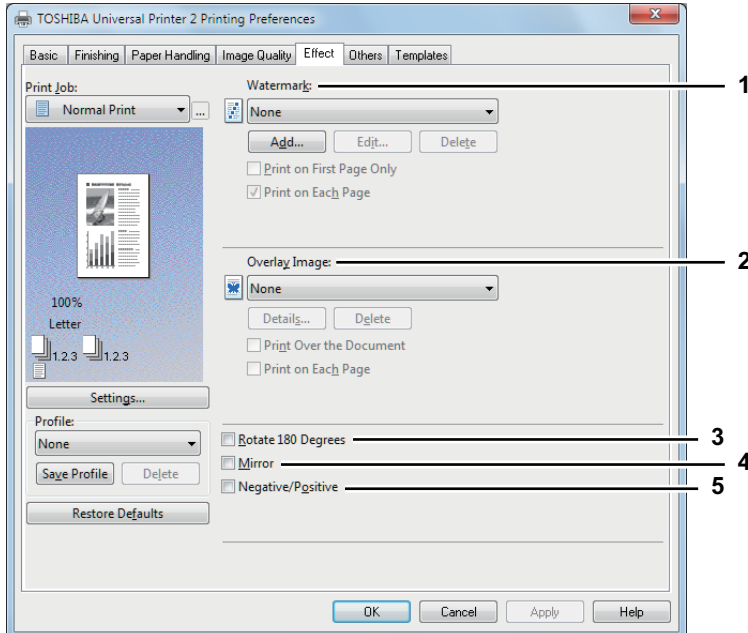 TOSHIBA Universal Printer 2 Printing Preferences
Basic Finishing Paper Handling Image Quality Effect Others Templates
Print Job:
Normal Print ...
100%
Letter
1.2.3 1.2.3
Settings...
Profile:
None
Save Profile Delete
Restore Defaults
Watermark: 1
None
Add... Edit... Delete
Print on First Page Only
Print on Each Page
Overlay Image: 2
None
Details... Delete
Print Over the Document
Print on Each Page
Rotate 180 Degrees 3
Mirror 4
Negative/Positive 5
OK Cancel Apply Help